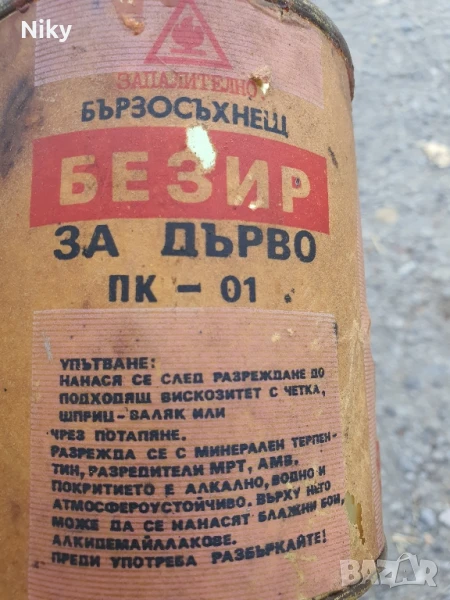 Niky
ЗАПАЛИТЕЛНО
БЪРЗОСЪХНЕЩ
БЕЗИР
ЗА ДЪРВО
ПК – 01
УПЪТВАНЕ:
НАНАСЯ СЕ СЛЕД РАЗРЕЖДАНЕ ДО
ПОДХОДЯЩ ВИСКОЗИТЕТ С ЧЕТКА,
ШПРИЦ-ВАЛЯК ИЛИ
ЧРЕЗ ПОТАПЯНЕ.
РАЗРЕЖДА СЕ С МИНЕРАЛЕН ТЕРПЕН-
ТИН, РАЗРЕДИТЕЛИ МРТ, АМВ.
ПОКРИТИЕТО Е АЛКАЛНО, ВОДНО И
АТМОСФЕРОУСТОЙЧИВО. ВЪРХУ НЕГО
МОЖЕ ДА СЕ НАНАСЯТ БЛАЖНИ БОИ,
АЛКИДЕМАЙЛЛАКОВЕ.
ПРЕДИ УПОТРЕБА РАЗБЪРКАЙТЕ!
bazar.bg